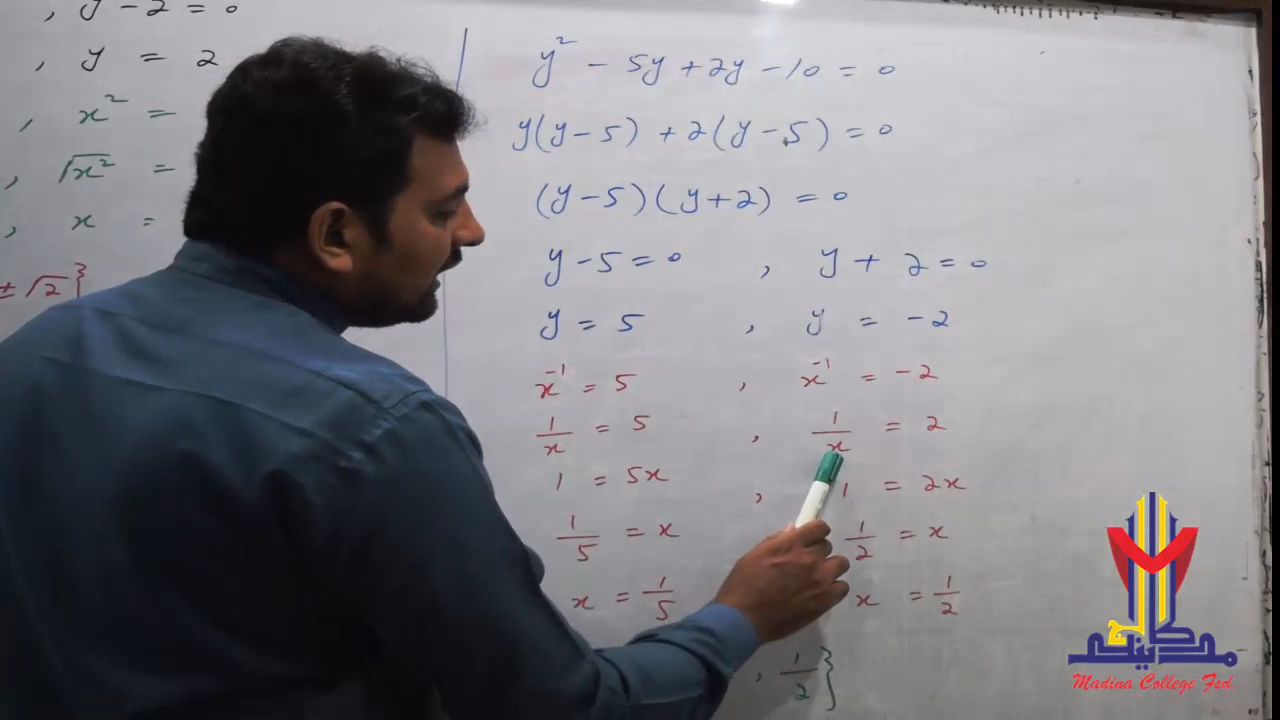 , y - 2 = 0
, y = 2
, x² =
, √x² =
, x =
± √2 }
y² - 5y + 2y - 10 = 0
y(y - 5) + 2(y - 5) = 0
(y - 5)(y + 2) = 0
y - 5 = 0 , y + 2 = 0
y = 5 , y = -2
x⁻¹ = 5 , x⁻¹ = -2
1/x = 5 , 1/x = 2
1 = 5x , 1 = 2x
1/5 = x 1/2 = x
x = 1/5 x = 1/2
, 1/2 }
مدینہ کالج
Madina College Fsd.